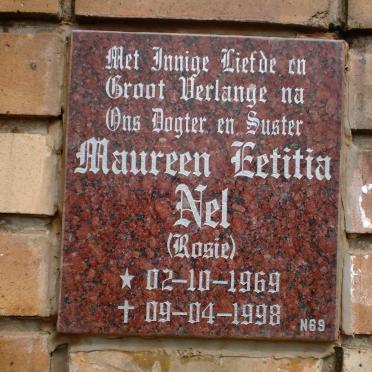 Met Innige Liefde en
Groot Verlange na
Ons Dogter en Suster
Maureen Letitia
Nel
(Rosie)
★ 02-10-1969
✝ 09-04-1998
N69